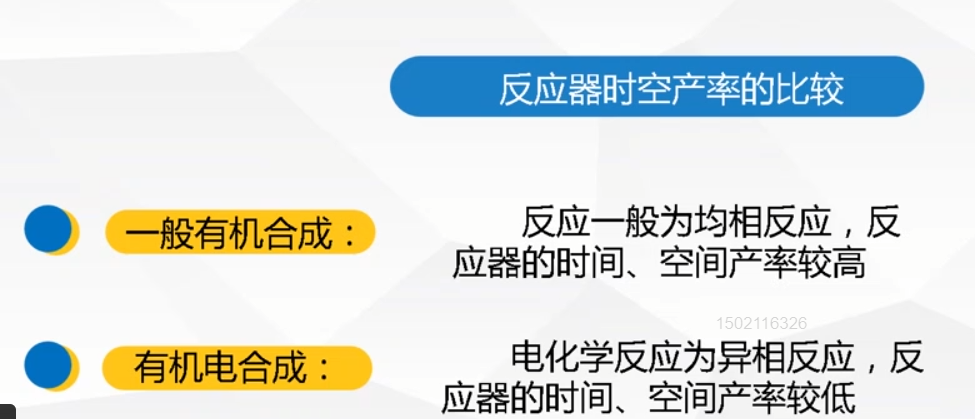 反应器时空产率的比较
一般有机合成：
反应一般为均相反应，反
应器的时间、空间产率较高
1502116326
有机电合成：
电化学反应为异相反应，反
应器的时间、空间产率较低